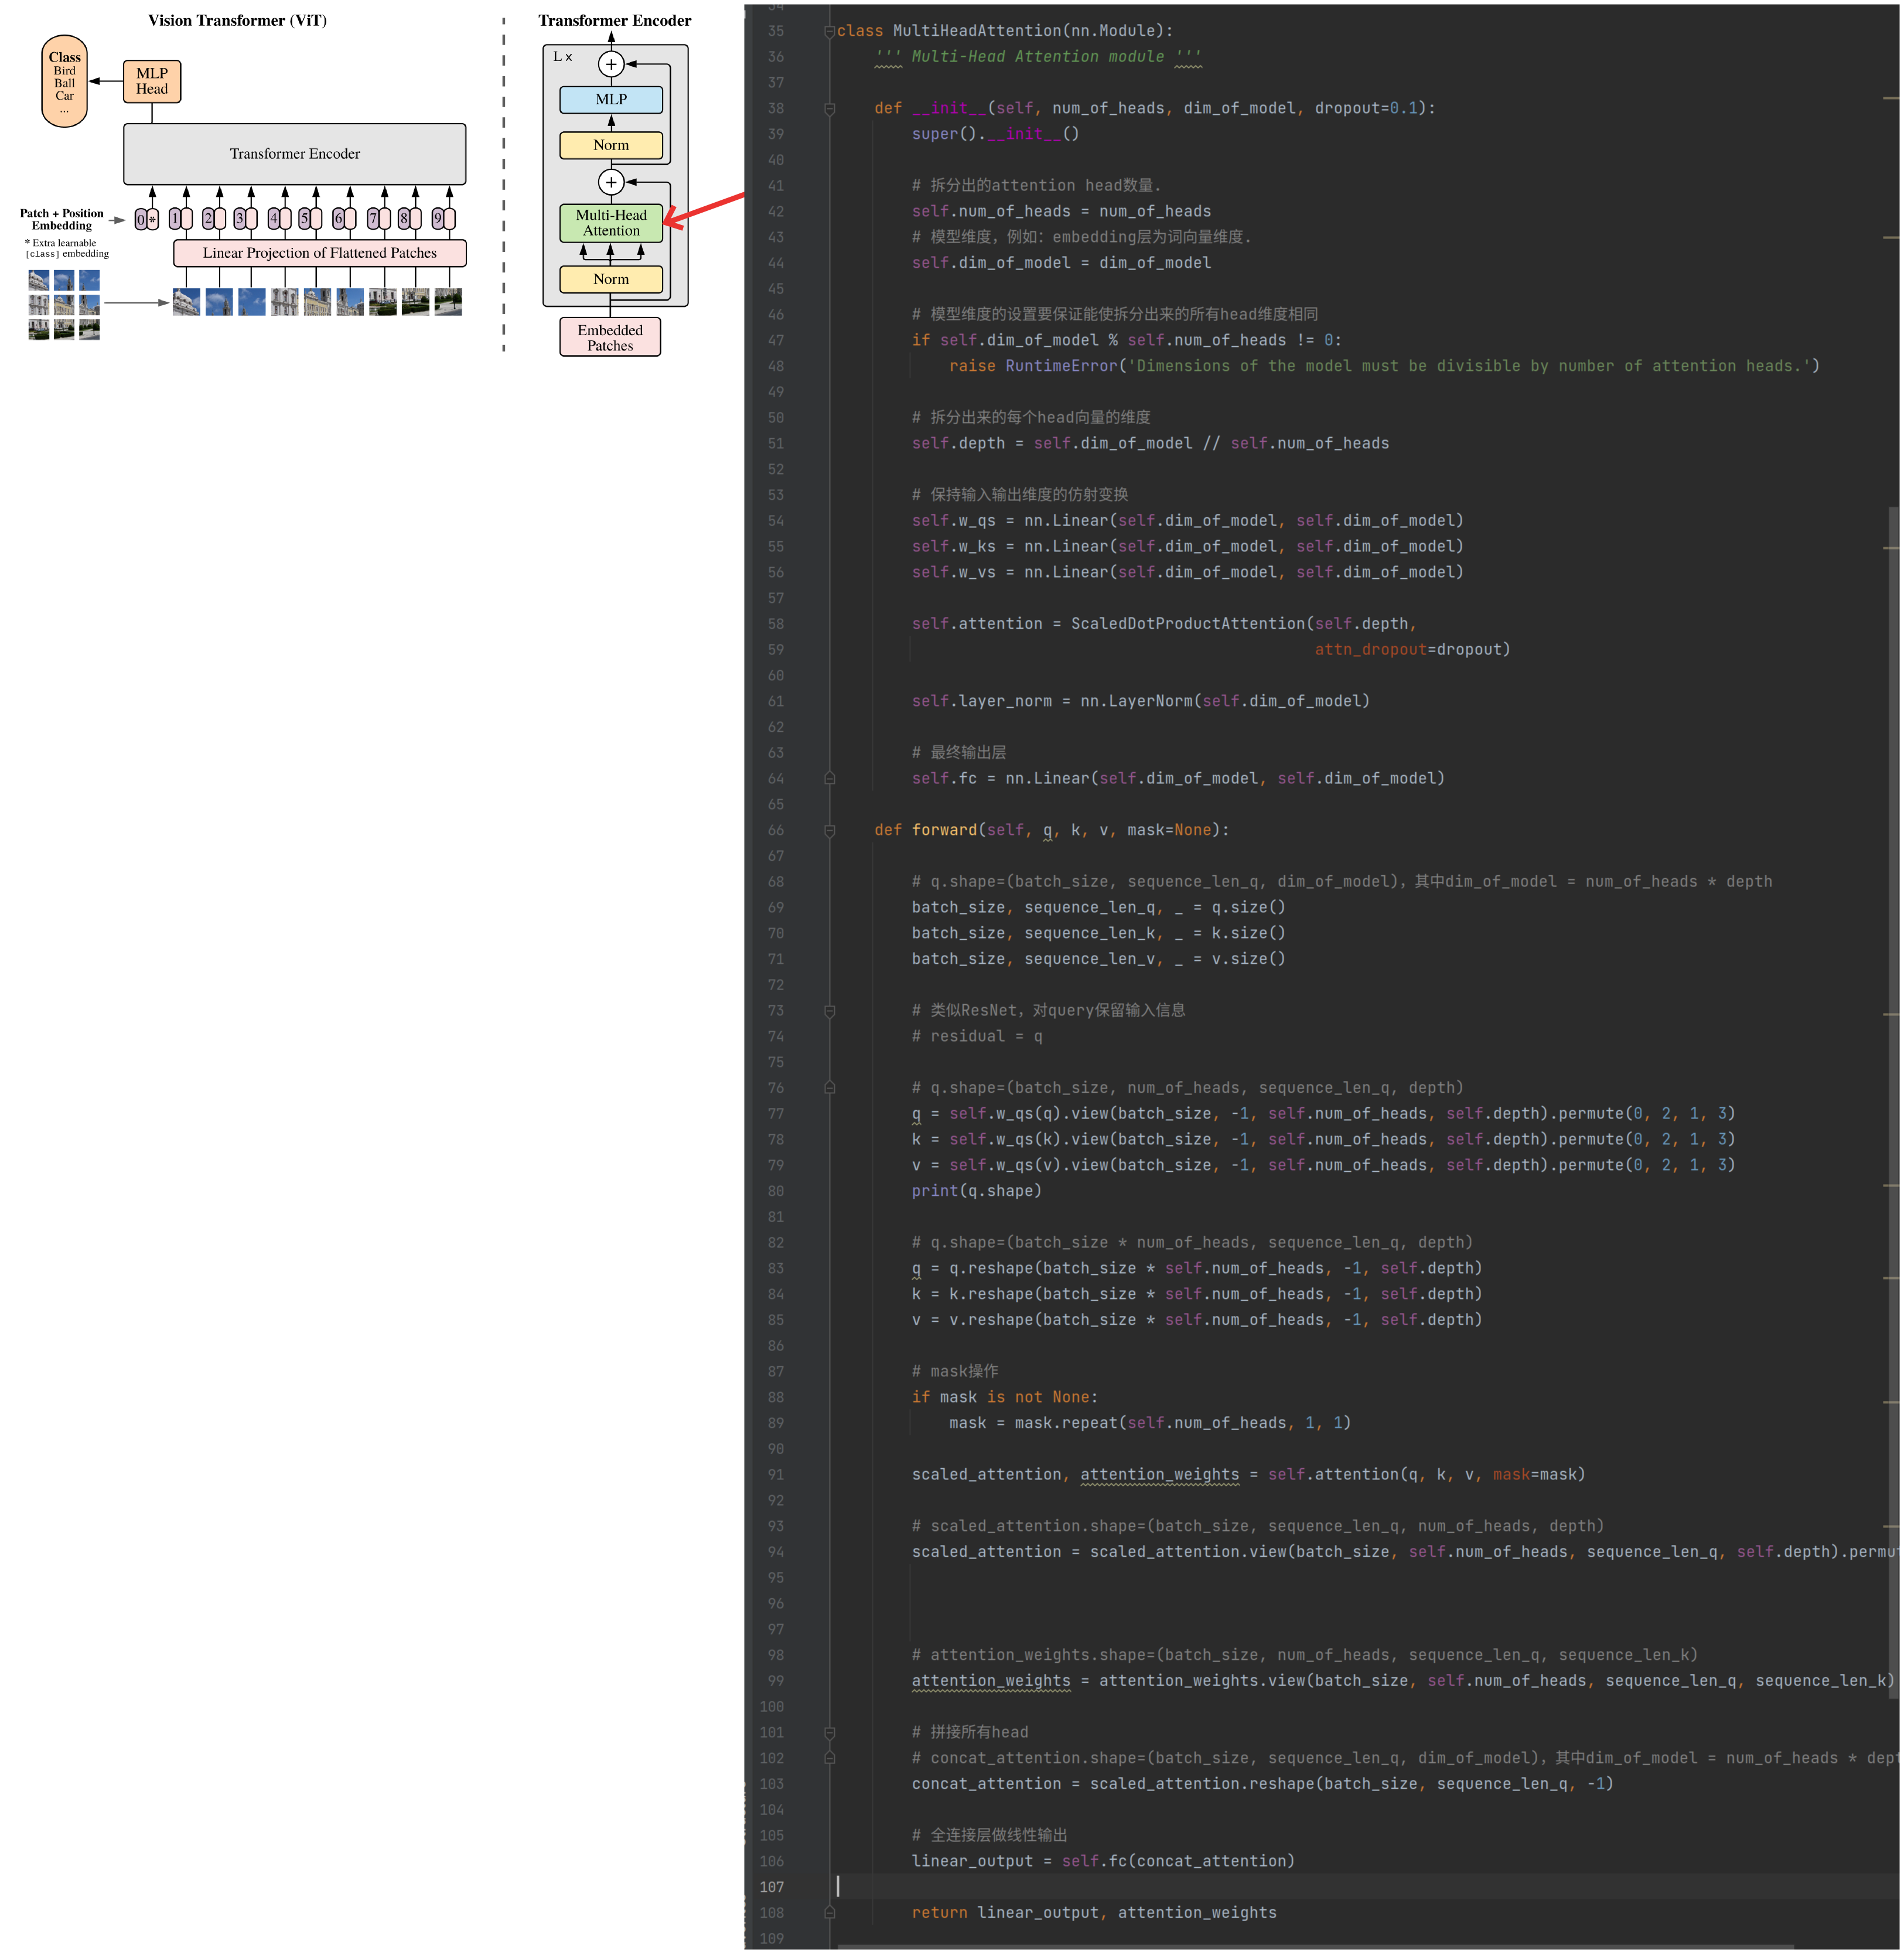 Vision Transformer (ViT)
Class
Bird
Ball
Car
...
MLP
Head
Transformer Encoder
Patch + Position
Embedding
0 * 1 2 3 4 5 6 7 8 9
* Extra learnable
[class] embedding
Linear Projection of Flattened Patches
Transformer Encoder
L x
+
MLP
Norm
+
Multi-Head
Attention
Norm
Embedded
Patches
34
35 class MultiHeadAttention(nn.Module):
36 ''' Multi-Head Attention module '''
37
38 def __init__(self, num_of_heads, dim_of_model, dropout=0.1):
39 super().__init__()
40
41 # 拆分出的attention head数量.
42 self.num_of_heads = num_of_heads
43 # 模型维度，例如：embedding层为词向量维度.
44 self.dim_of_model = dim_of_model
45
46 # 模型维度的设置要保证能使拆分出来的所有head维度相同
47 if self.dim_of_model % self.num_of_heads != 0:
48 raise RuntimeError('Dimensions of the model must be divisible by number of attention heads.')
49
50 # 拆分出来的每个head向量的维度
51 self.depth = self.dim_of_model // self.num_of_heads
52
53 # 保持输入输出维度的仿射变换
54 self.w_qs = nn.Linear(self.dim_of_model, self.dim_of_model)
55 self.w_ks = nn.Linear(self.dim_of_model, self.dim_of_model)
56 self.w_vs = nn.Linear(self.dim_of_model, self.dim_of_model)
57
58 self.attention = ScaledDotProductAttention(self.depth,
59 attn_dropout=dropout)
60
61 self.layer_norm = nn.LayerNorm(self.dim_of_model)
62
63 # 最终输出层
64 self.fc = nn.Linear(self.dim_of_model, self.dim_of_model)
65
66 def forward(self, q, k, v, mask=None):
67
68 # q.shape=(batch_size, sequence_len_q, dim_of_model)，其中dim_of_model = num_of_heads * depth
69 batch_size, sequence_len_q, _ = q.size()
70 batch_size, sequence_len_k, _ = k.size()
71 batch_size, sequence_len_v, _ = v.size()
72
73 # 类似ResNet，对query保留输入信息
74 # residual = q
75
76 # q.shape=(batch_size, num_of_heads, sequence_len_q, depth)
77 q = self.w_qs(q).view(batch_size, -1, self.num_of_heads, self.depth).permute(0, 2, 1, 3)
78 k = self.w_qs(k).view(batch_size, -1, self.num_of_heads, self.depth).permute(0, 2, 1, 3)
79 v = self.w_qs(v).view(batch_size, -1, self.num_of_heads, self.depth).permute(0, 2, 1, 3)
80 print(q.shape)
81
82 # q.shape=(batch_size * num_of_heads, sequence_len_q, depth)
83 q = q.reshape(batch_size * self.num_of_heads, -1, self.depth)
84 k = k.reshape(batch_size * self.num_of_heads, -1, self.depth)
85 v = v.reshape(batch_size * self.num_of_heads, -1, self.depth)
86
87 # mask操作
88 if mask is not None:
89 mask = mask.repeat(self.num_of_heads, 1, 1)
90
91 scaled_attention, attention_weights = self.attention(q, k, v, mask=mask)
92
93 # scaled_attention.shape=(batch_size, sequence_len_q, num_of_heads, depth)
94 scaled_attention = scaled_attention.view(batch_size, self.num_of_heads, sequence_len_q, self.depth).permu
95
96
97
98 # attention_weights.shape=(batch_size, num_of_heads, sequence_len_q, sequence_len_k)
99 attention_weights = attention_weights.view(batch_size, self.num_of_heads, sequence_len_q, sequence_len_k)
100
101 # 拼接所有head
102 # concat_attention.shape=(batch_size, sequence_len_q, dim_of_model)，其中dim_of_model = num_of_heads * dept
103 concat_attention = scaled_attention.reshape(batch_size, sequence_len_q, -1)
104
105 # 全连接层做线性输出
106 linear_output = self.fc(concat_attention)
107
108 return linear_output, attention_weights
109